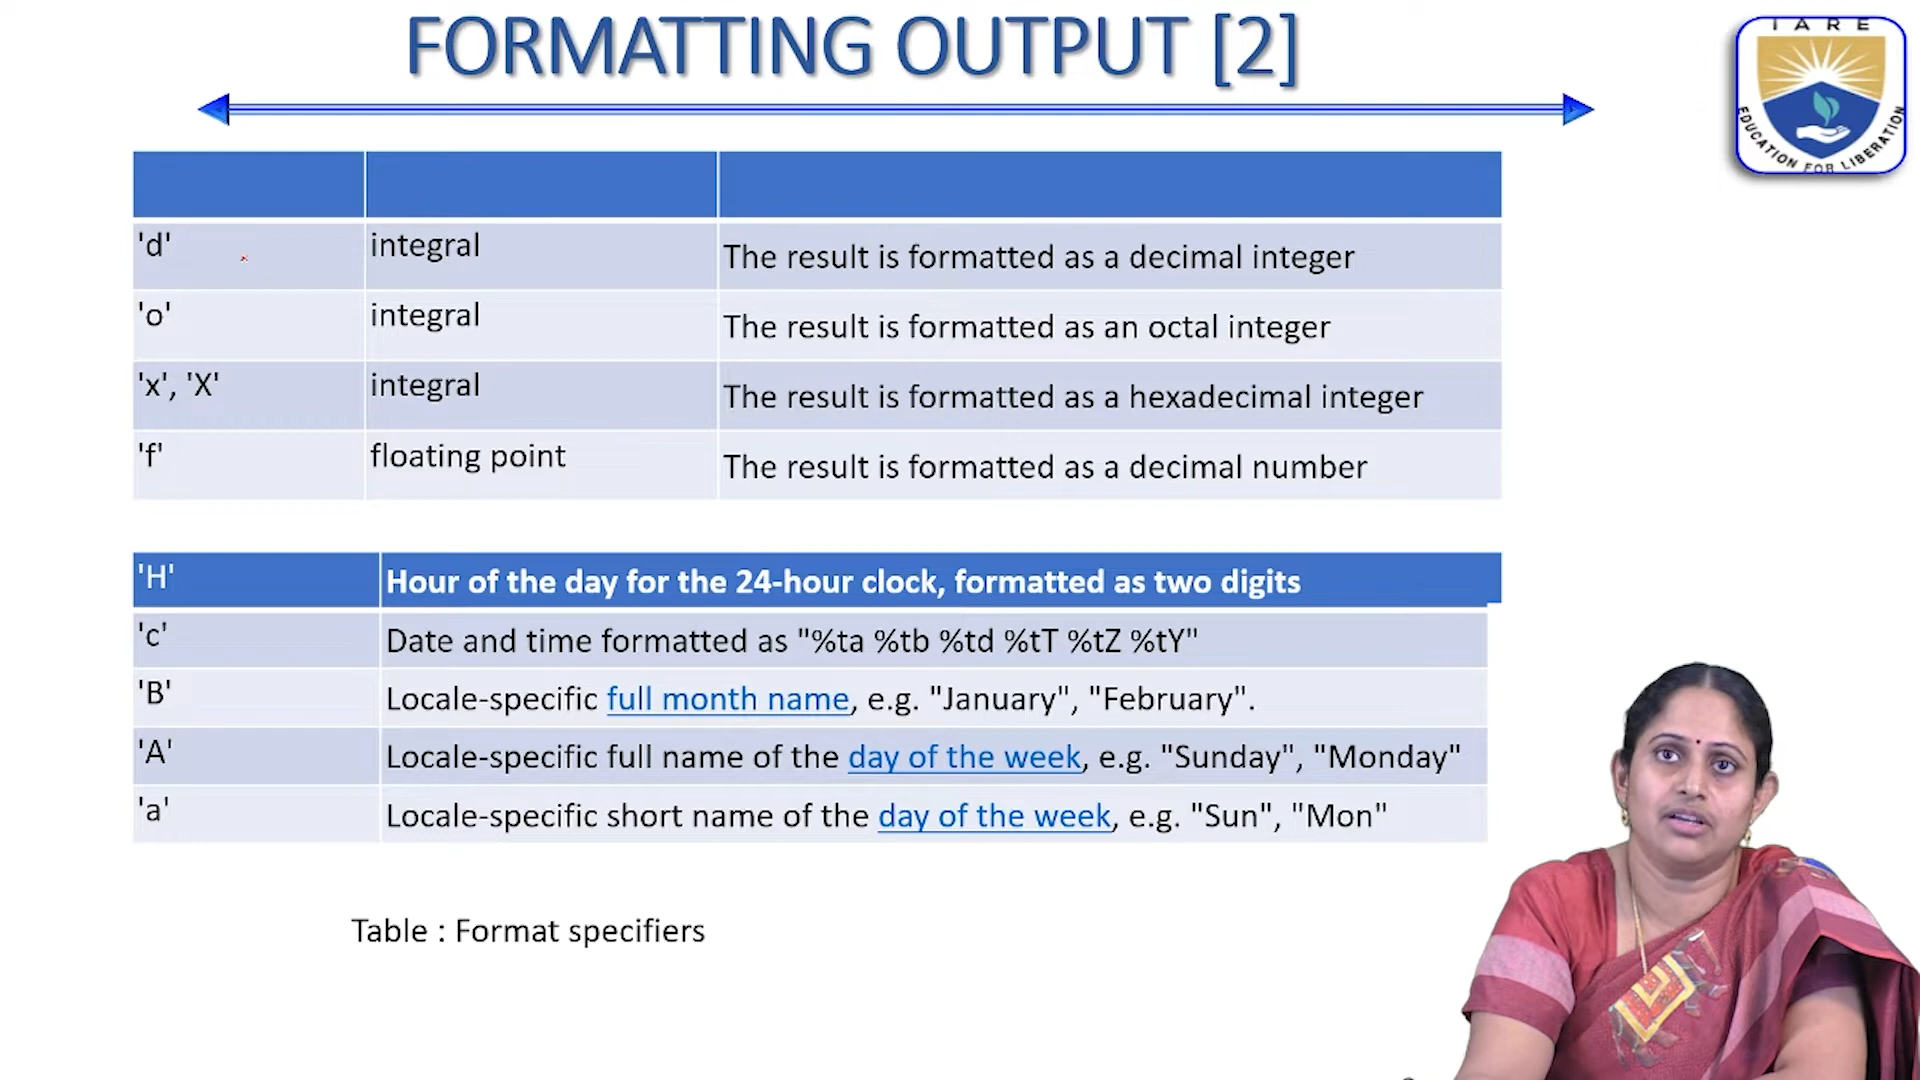 FORMATTING OUTPUT [2]
I A R E
EDUCATION FOR LIBERATION
'd' integral The result is formatted as a decimal integer
'o' integral The result is formatted as an octal integer
'x', 'X' integral The result is formatted as a hexadecimal integer
'f' floating point The result is formatted as a decimal number
'H' Hour of the day for the 24-hour clock, formatted as two digits
'c' Date and time formatted as "%ta %tb %td %tT %tZ %tY"
'B' Locale-specific full month name, e.g. "January", "February".
'A' Locale-specific full name of the day of the week, e.g. "Sunday", "Monday"
'a' Locale-specific short name of the day of the week, e.g. "Sun", "Mon"
Table : Format specifiers